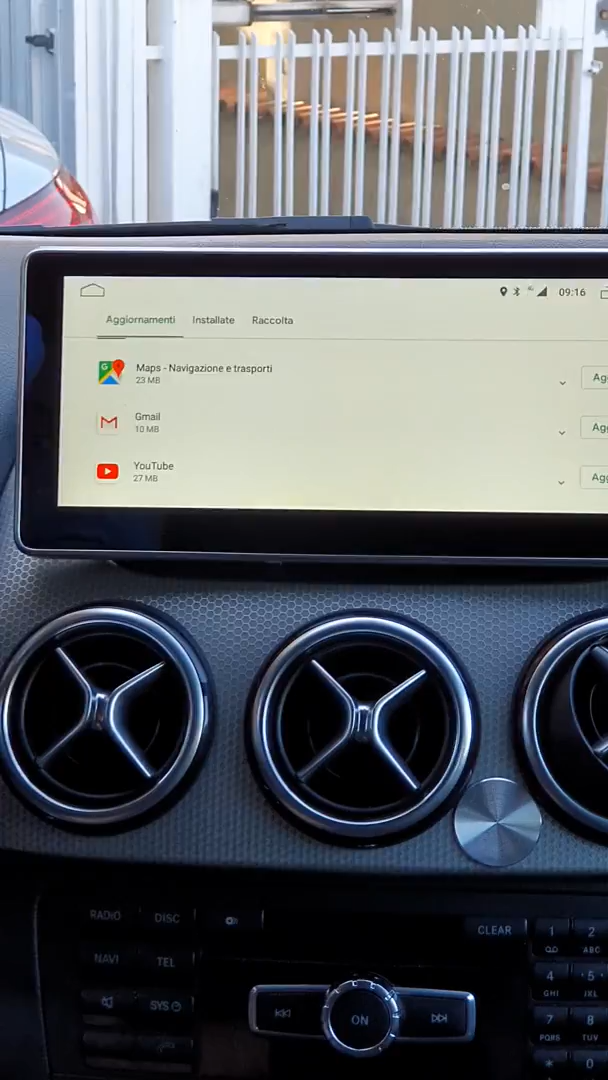 09:16
Aggiornamenti Installate Raccolta
Maps - Navigazione e trasporti
23 MB
Gmail
10 MB
YouTube
27 MB
RADIO DISC
CLEAR
1 2
ABC
NAVI TEL
4 5
GHI JKL
SYS
ON
7 8
PQRS TUV
* 0